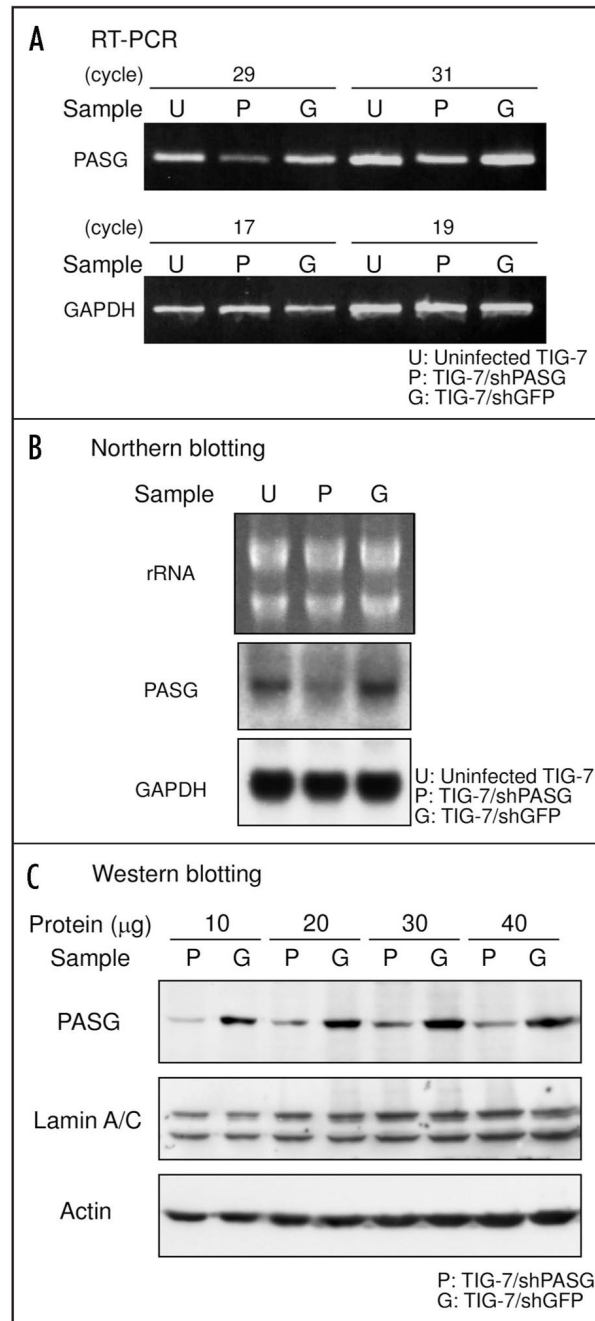 A RT-PCR
(cycle) 29 31
Sample U P G U P G
PASG
(cycle) 17 19
Sample U P G U P G
GAPDH
U: Uninfected TIG-7
P: TIG-7/shPASG
G: TIG-7/shGFP
B Northern blotting
Sample U P G
rRNA
PASG
GAPDH
U: Uninfected TIG-7
P: TIG-7/shPASG
G: TIG-7/shGFP
C Western blotting
Protein (μg) 10 20 30 40
Sample P G P G P G P G
PASG
Lamin A/C
Actin
P: TIG-7/shPASG
G: TIG-7/shGFP